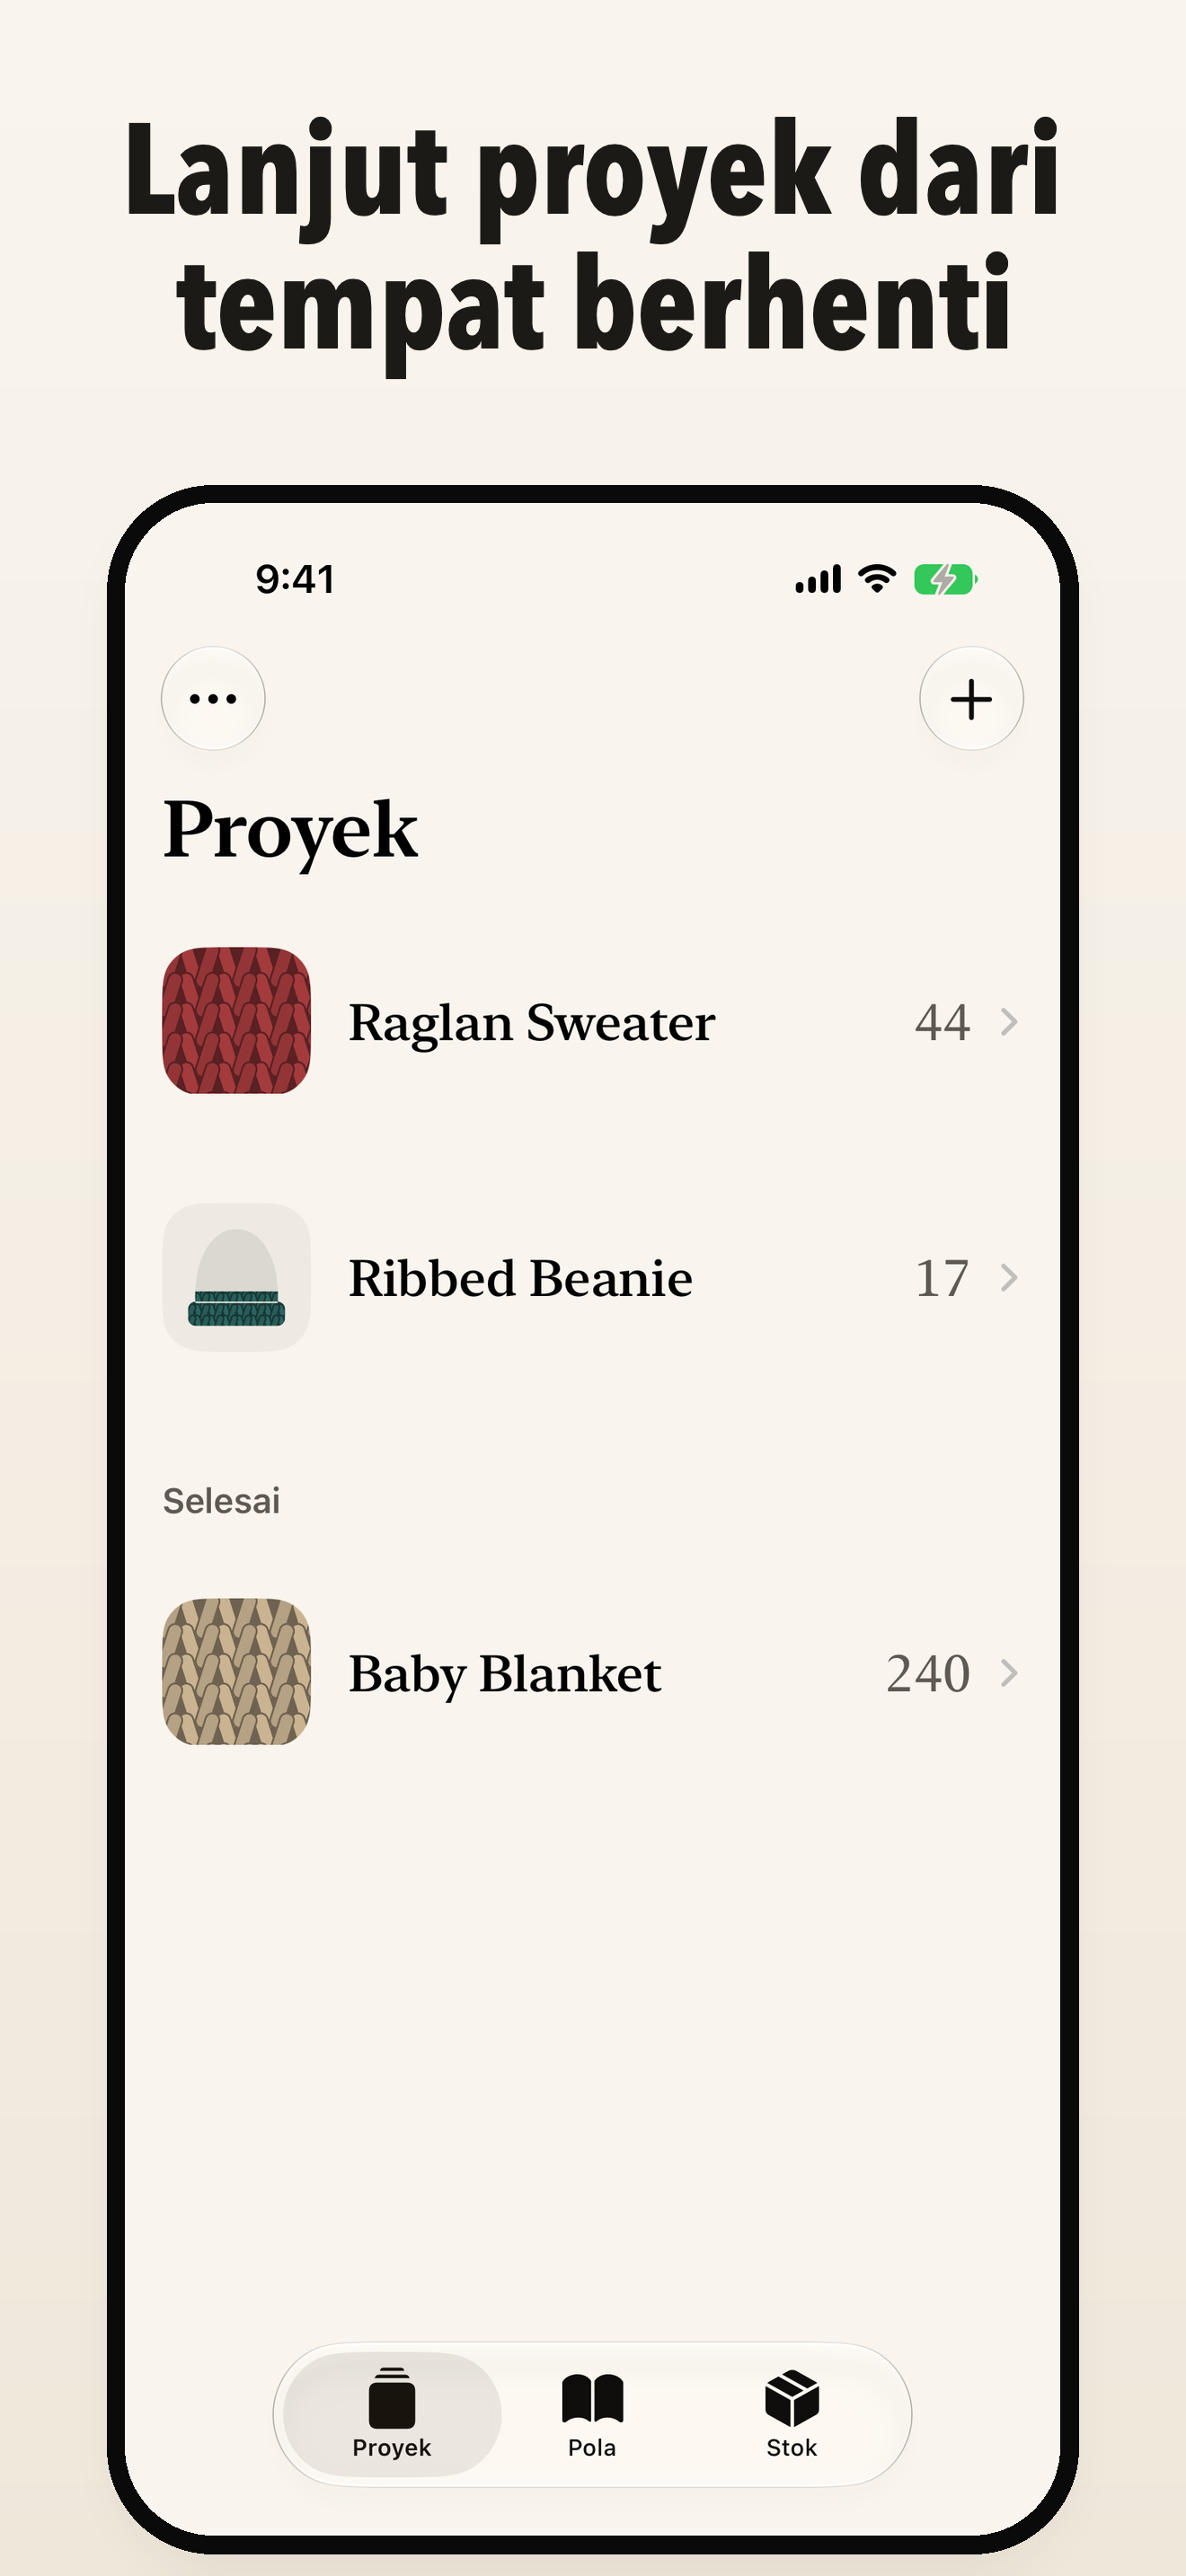 Lanjut proyek dari
tempat berhenti
9:41
Proyek
Raglan Sweater 44
Ribbed Beanie 17
Selesai
Baby Blanket 240
Proyek Pola Stok